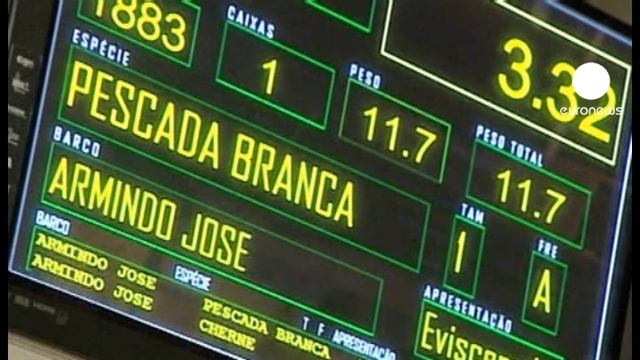 1883
CAIXAS
1
3.32
euronews
ESPÉCIE
PESCADA BRANCA
PESO
11.7
PESO TOTAL
11.7
BARCO
ARMINDO JOSE
TAM
1
FRE
A
BARCO
ESPÉCIE
T F APRESENTAÇÃO
ARMINDO JOSE PESCADA BRANCA
ARMINDO JOSE CHERNE
APRESENTAÇÃO